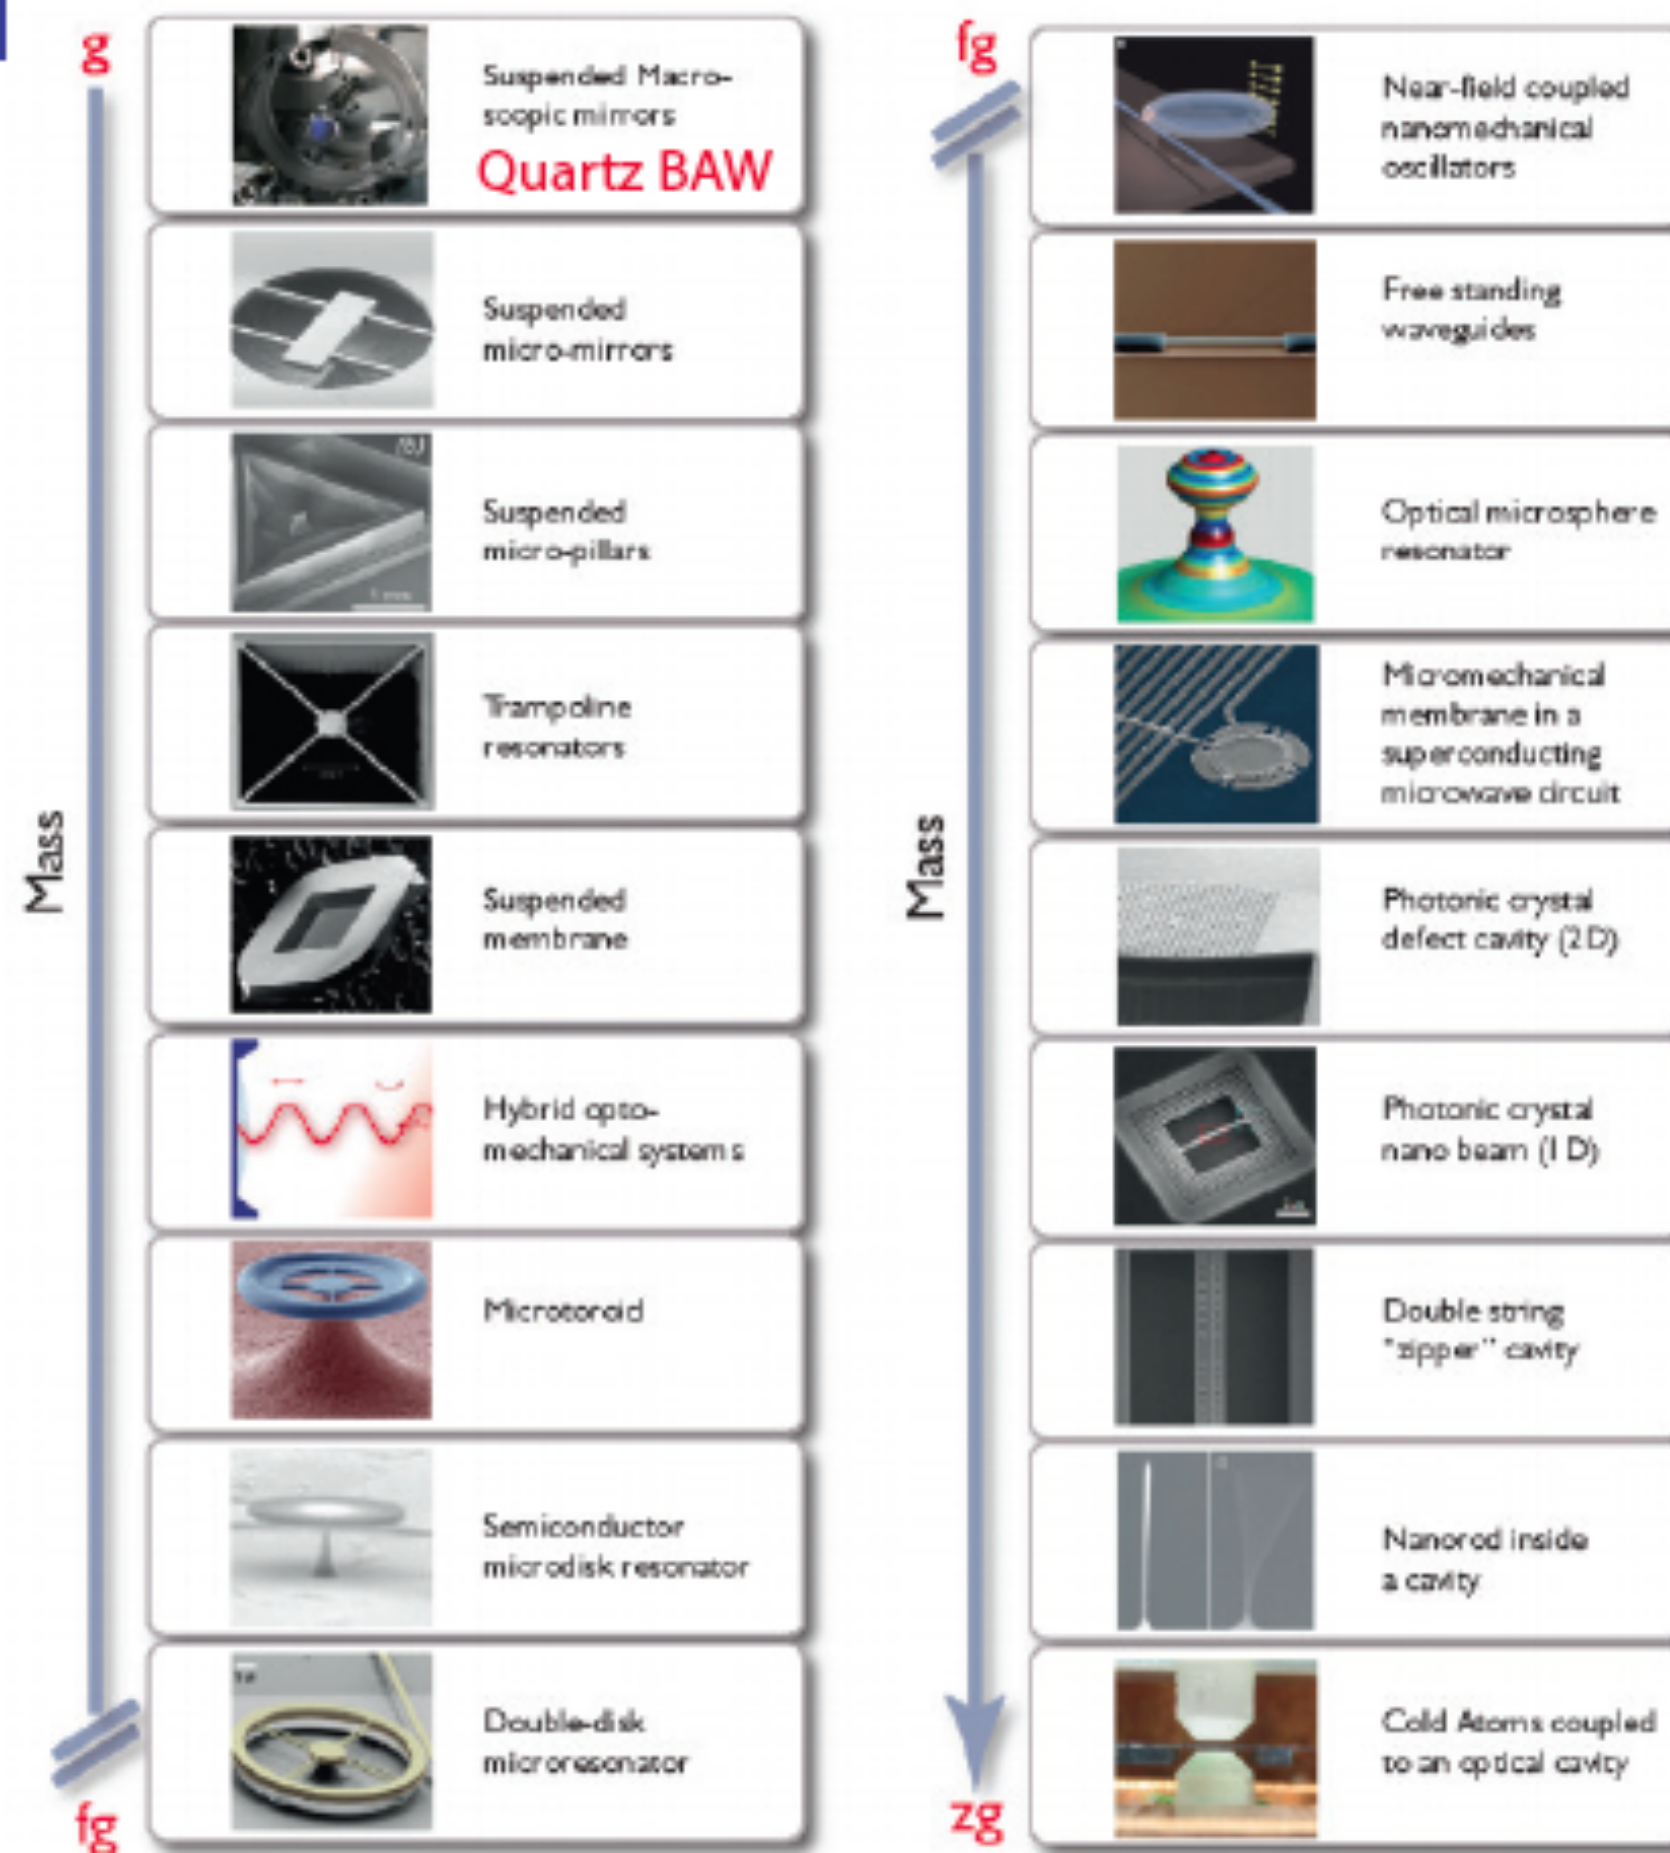 g
Suspended Macro-
scopic mirrors
Quartz BAW
Suspended
micro-mirrors
Suspended
micro-pillars
Trampoline
resonators
Suspended
membrane
Hybrid opto-
mechanical systems
Microtoroid
Semiconductor
microdisk resonator
Double-disk
microresonator
Mass
fg
fg
Near-field coupled
nanomechanical
oscillators
Free standing
waveguides
Optical microsphere
resonator
Micromechanical
membrane in a
superconducting
microwave circuit
Photonic crystal
defect cavity (2D)
Photonic crystal
nano beam (1D)
Double string
"zipper" cavity
Nanorod inside
a cavity
Cold Atoms coupled
to an optical cavity
Mass
zg